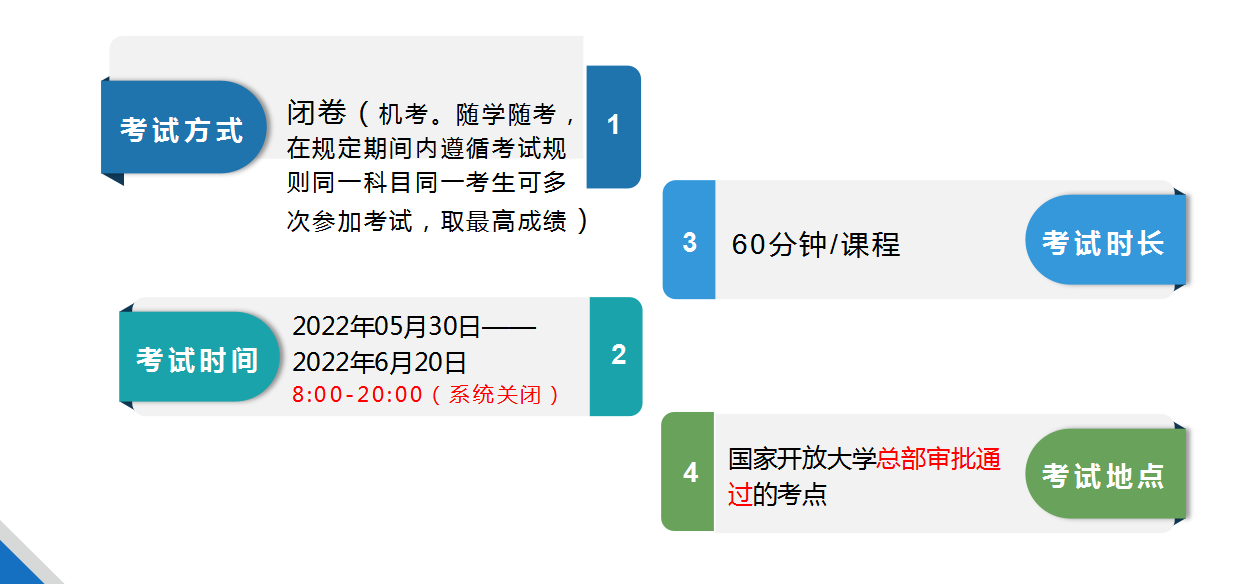 考试方式
闭卷（机考。随学随考，
在规定期间内遵循考试规
则同一科目同一考生可多
次参加考试，取最高成绩）
1
考试时间
2022年05月30日——
2022年6月20日
8:00-20:00（系统关闭）
2
3
60分钟/课程
考试时长
4
国家开放大学总部审批通
过的考点
考试地点